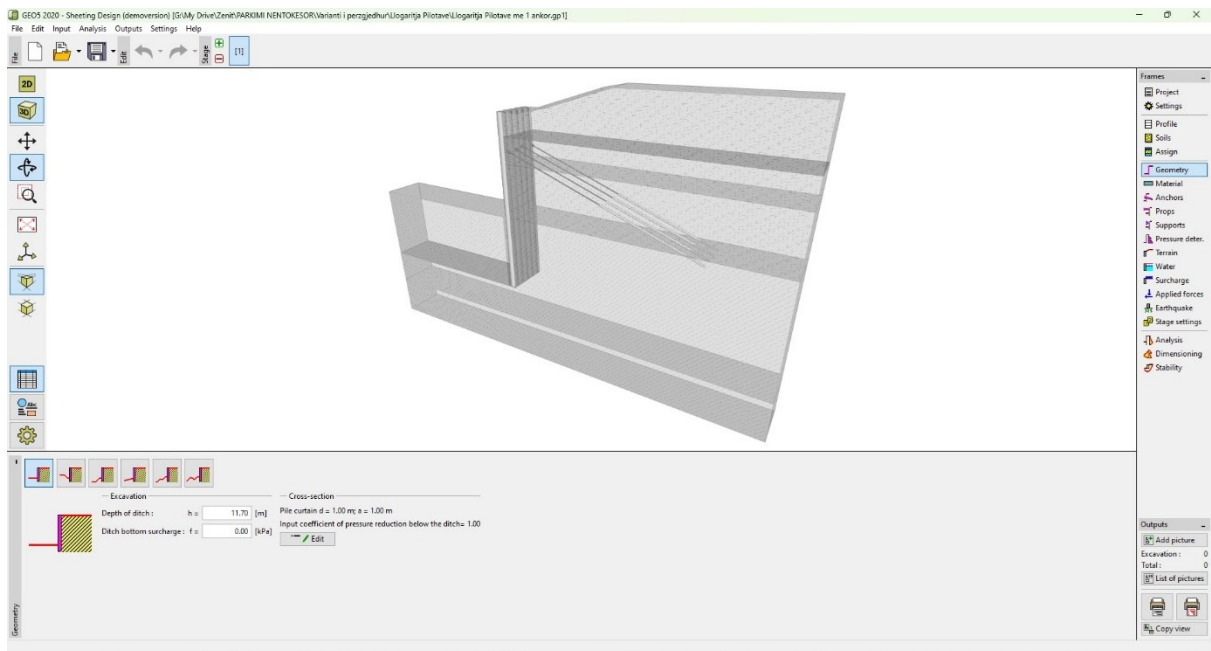 GEO5 2020 - Sheeting Design (demoversion) [G:\My Drive\Zenit\PARKIMI NENTOKESOR\Varianti i perzgjedhur\Llogaritja Pilotave\Llogaritja Pilotave me 1 ankor.gp1]
File Edit Input Analysis Outputs Settings Help
File
Edit
Stage
[1]
2D
3D
Abc
Frames
Project
Settings
Profile
Soils
Assign
Geometry
Material
Anchors
Props
Supports
Pressure deter.
Terrain
Water
Surcharge
Applied forces
Earthquake
Stage settings
Analysis
Dimensioning
Stability
Excavation
Depth of ditch : h = 11.70 [m]
Ditch bottom surcharge : f = 0.00 [kPa]
Cross-section
Pile curtain d = 1.00 m; a = 1.00 m
Input coefficient of pressure reduction below the ditch= 1.00
Edit
Geometry
Outputs
Add picture
Excavation : 0
Total : 0
List of pictures
Copy view